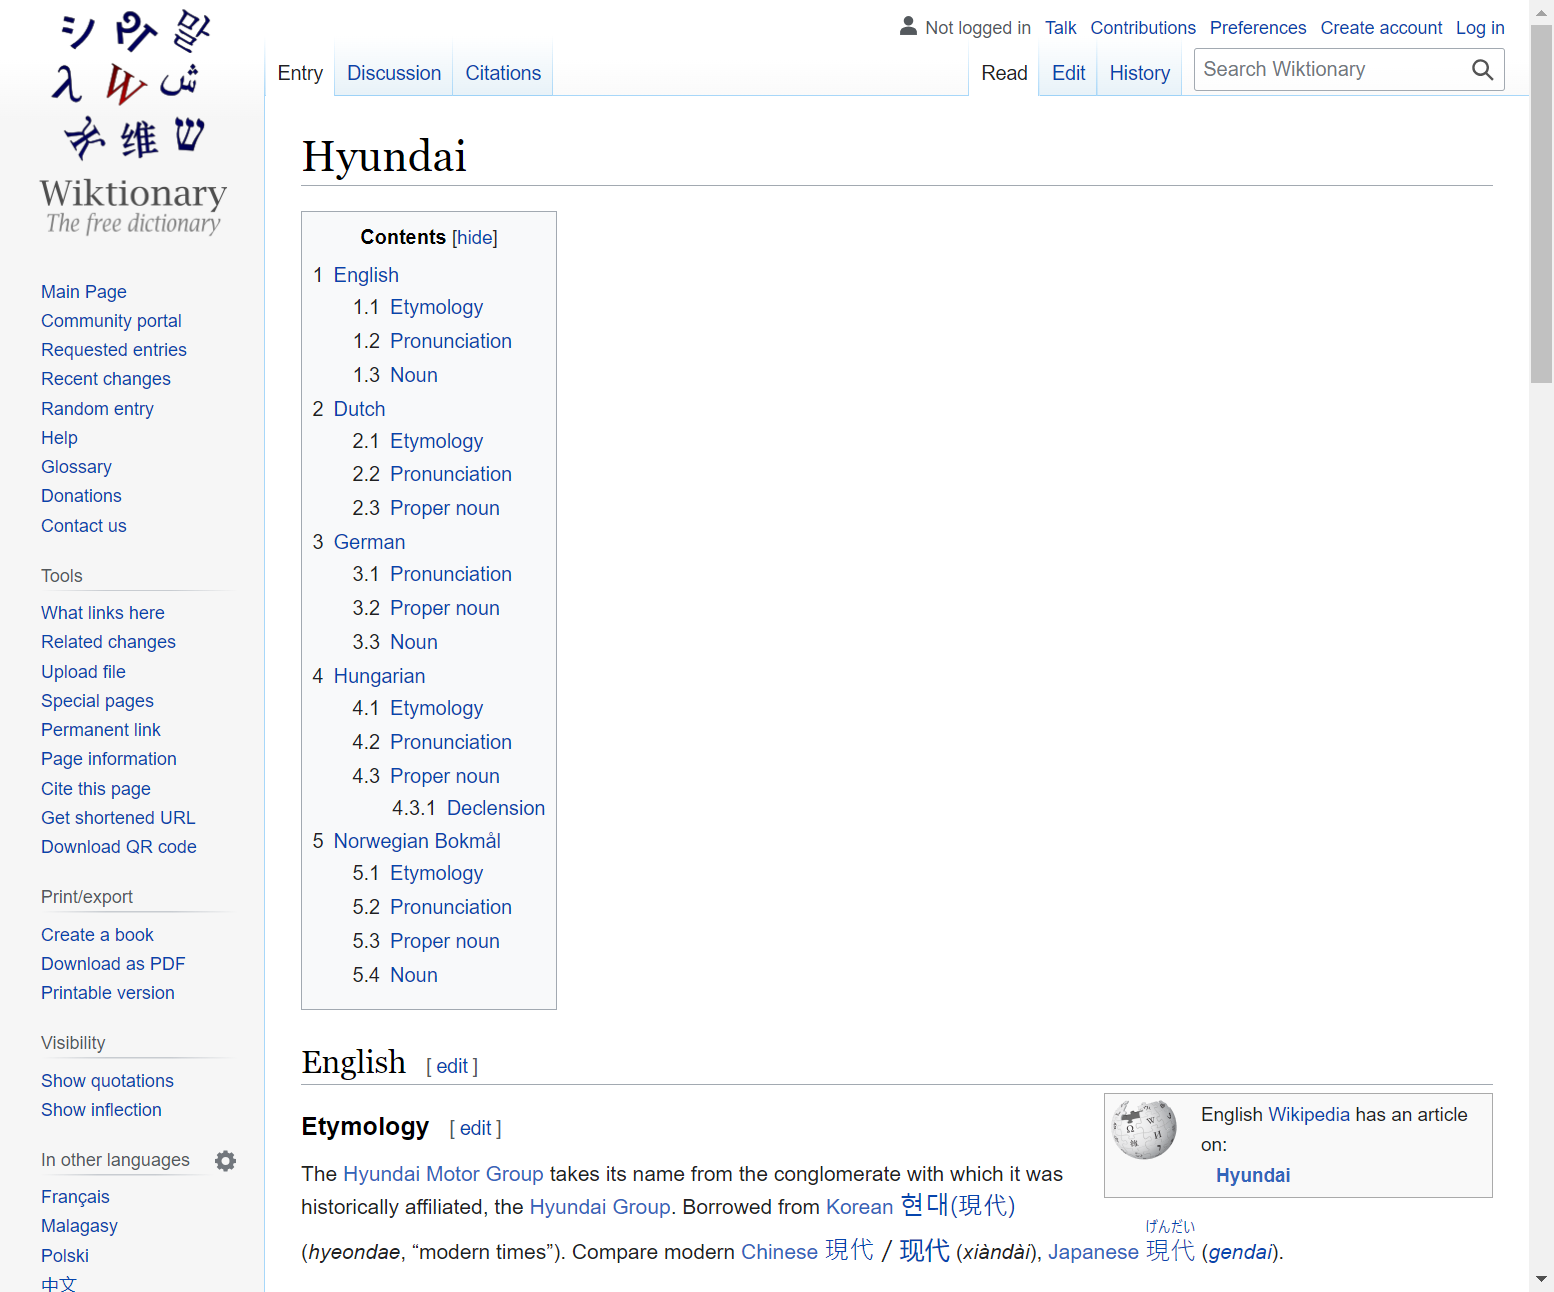 Not logged in Talk Contributions Preferences Create account Log in
Entry Discussion Citations Read Edit History Search Wiktionary
シ 말
λ W ش
维 ש
Wiktionary
The free dictionary
Main Page
Community portal
Requested entries
Recent changes
Random entry
Help
Glossary
Donations
Contact us
Tools
What links here
Related changes
Upload file
Special pages
Permanent link
Page information
Cite this page
Get shortened URL
Download QR code
Print/export
Create a book
Download as PDF
Printable version
Visibility
Show quotations
Show inflection
In other languages
Français
Malagasy
Polski
中文
Hyundai
Contents [hide]
1 English
1.1 Etymology
1.2 Pronunciation
1.3 Noun
2 Dutch
2.1 Etymology
2.2 Pronunciation
2.3 Proper noun
3 German
3.1 Pronunciation
3.2 Proper noun
3.3 Noun
4 Hungarian
4.1 Etymology
4.2 Pronunciation
4.3 Proper noun
4.3.1 Declension
5 Norwegian Bokmål
5.1 Etymology
5.2 Pronunciation
5.3 Proper noun
5.4 Noun
English [ edit ]
English Wikipedia has an article
on:
Hyundai
Etymology [ edit ]
The Hyundai Motor Group takes its name from the conglomerate with which it was
historically affiliated, the Hyundai Group. Borrowed from Korean 현대(現代)
げんだい
(hyeondae, “modern times”). Compare modern Chinese 現代 / 现代 (xiàndài), Japanese 現代 (gendai).